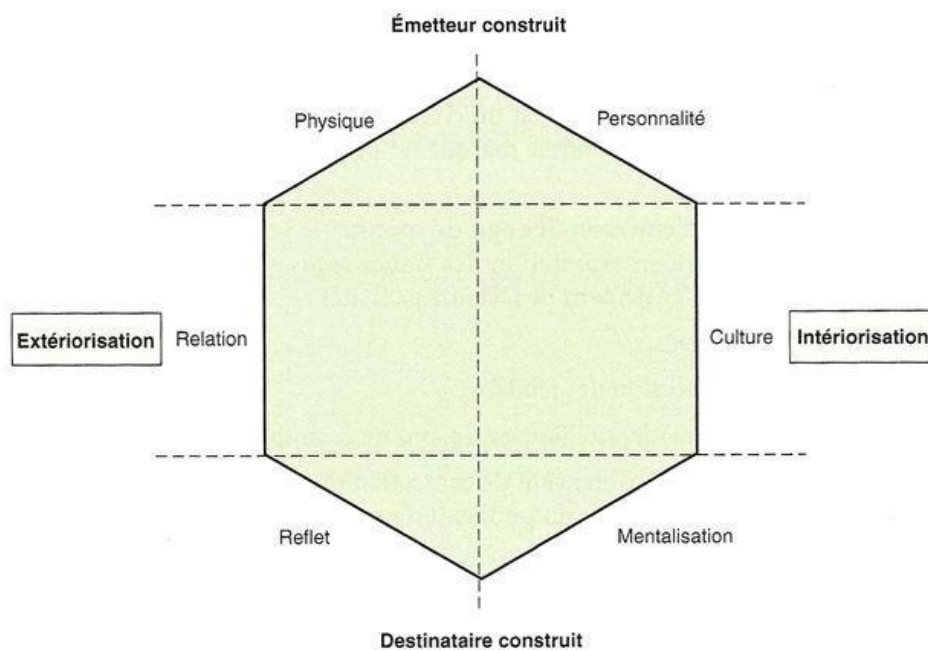 Émetteur construit
Physique
Personnalité
Extériorisation
Relation
Culture
Intériorisation
Reflet
Mentalisation
Destinataire construit